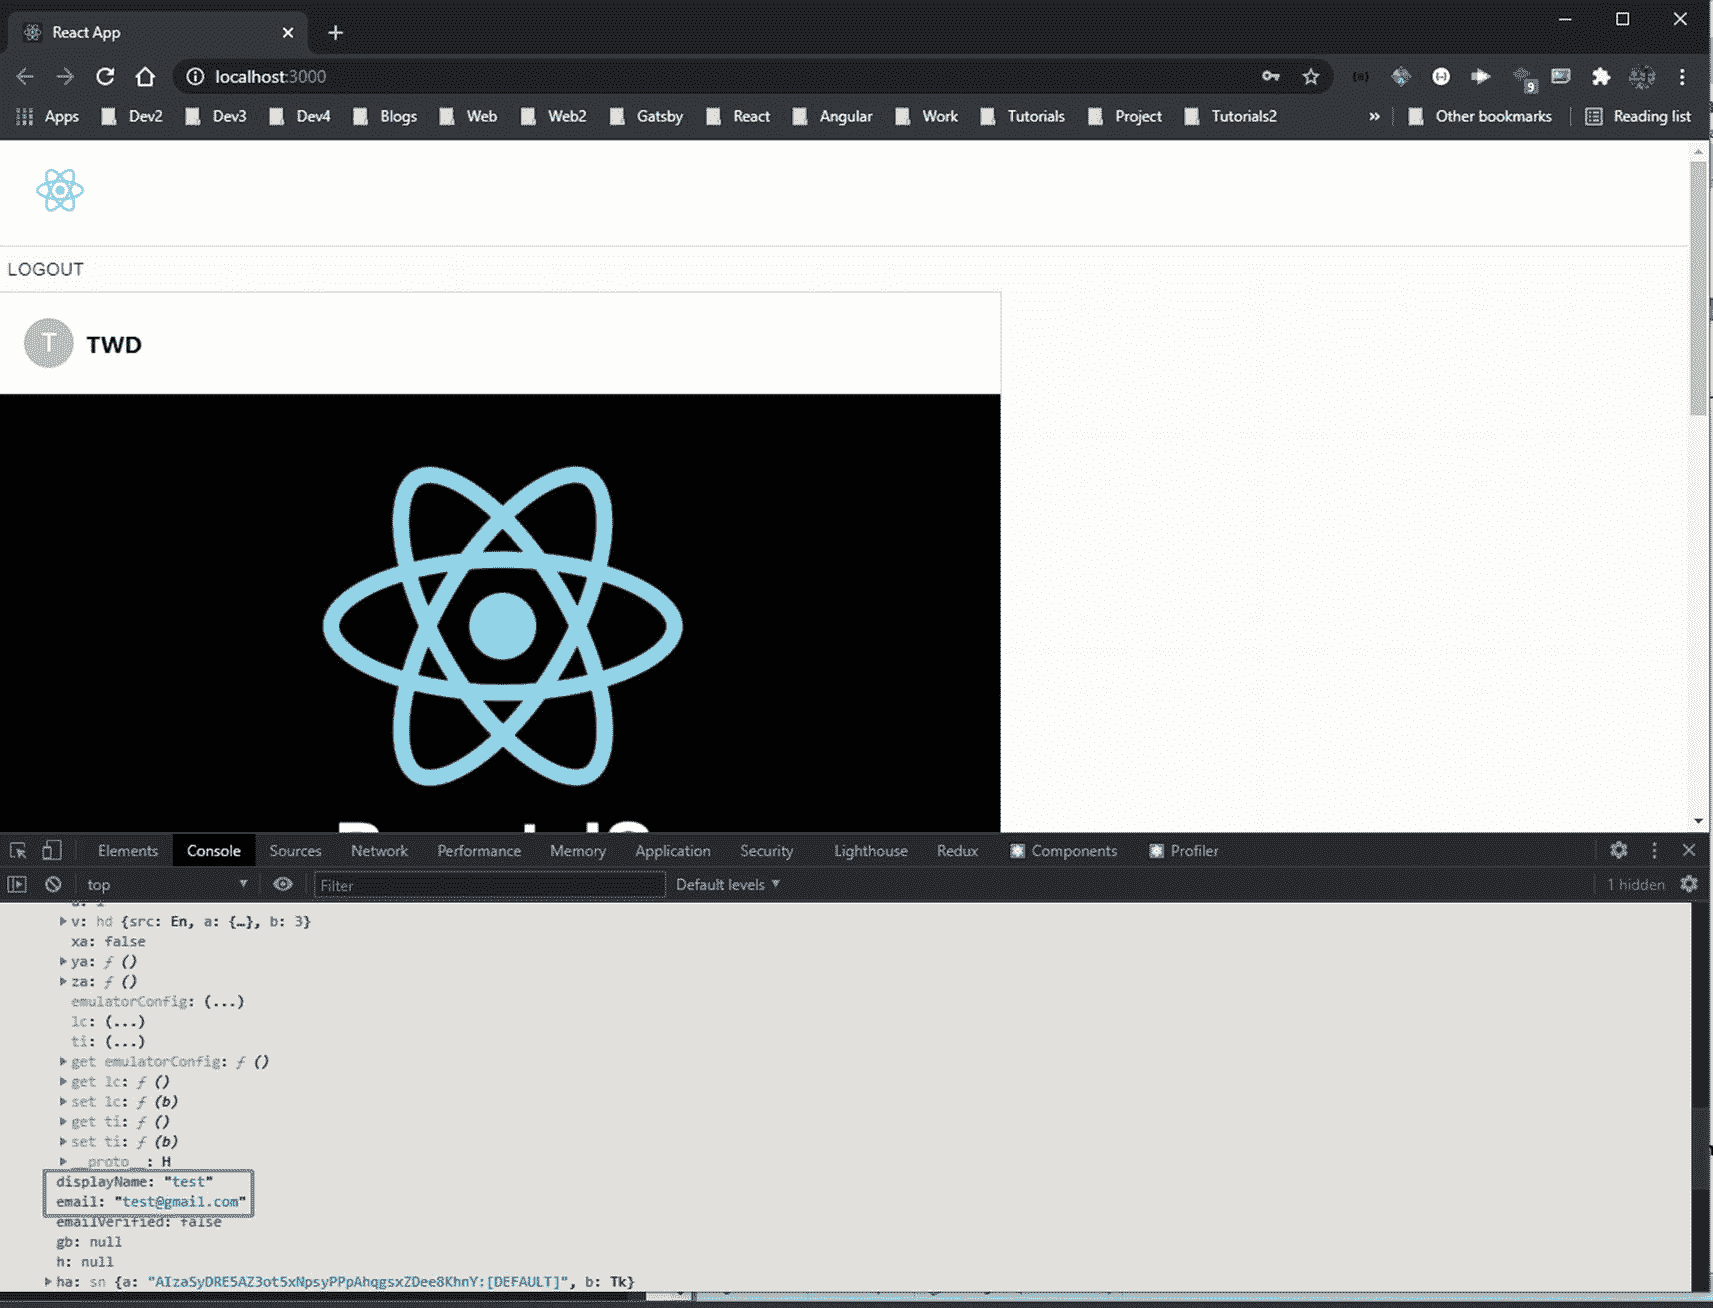 React App
localhost:3000
9
Apps Dev2 Dev3 Dev4 Blogs Web Web2 Gatsby React Angular Work Tutorials Project Tutorials2 » Other bookmarks Reading list
LOGOUT
T TWD
Elements Console Sources Network Performance Memory Application Security Lighthouse Redux Components Profiler
top Filter Default levels 1 hidden
v: hd {src: En, a: {…}, b: 3}
xa: false
ya: ƒ ()
za: ƒ ()
emulatorConfig: (...)
lc: (...)
ti: (...)
get emulatorConfig: ƒ ()
get lc: ƒ ()
set lc: ƒ (b)
get ti: ƒ ()
set ti: ƒ (b)
__proto__: H
displayName: "test"
email: "test@gmail.com"
emailVerified: false
gb: null
h: null
ha: sn {a: "AIzaSyDRE5AZ3ot5xNpsyPPpAhqgsxZDee8KhnY:[DEFAULT]", b: Tk}